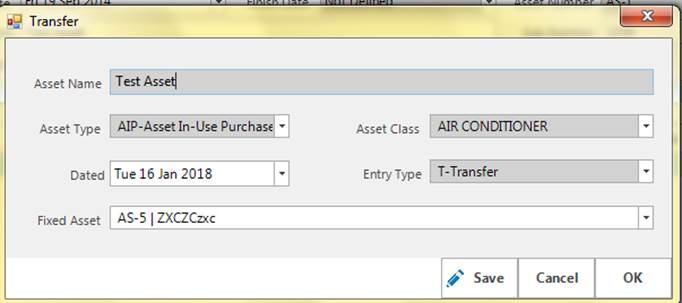 Fri 19 Sep 2014 Finish Date Not Defined Asset Number AS-1
Transfer
Asset Name Test Asset
Asset Type AIP-Asset In-Use Purchase Asset Class AIR CONDITIONER
Dated Tue 16 Jan 2018 Entry Type T-Transfer
Fixed Asset AS-5 | ZXCZCzxc
Save Cancel OK